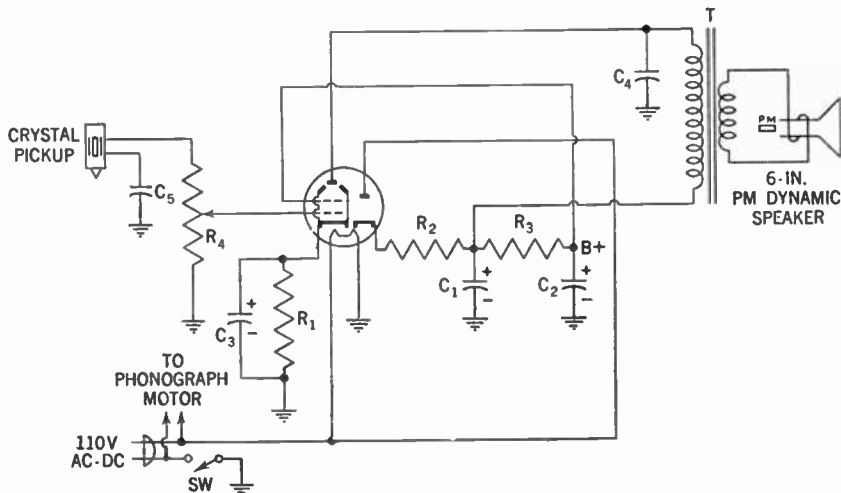 T
C4
CRYSTAL
PICKUP
C5
R4
PM
6-IN.
PM DYNAMIC
SPEAKER
R2
R3
B+
C1
+
-
C2
+
-
C3
+
-
R1
TO
PHONOGRAPH
MOTOR
110V
AC-DC
SW